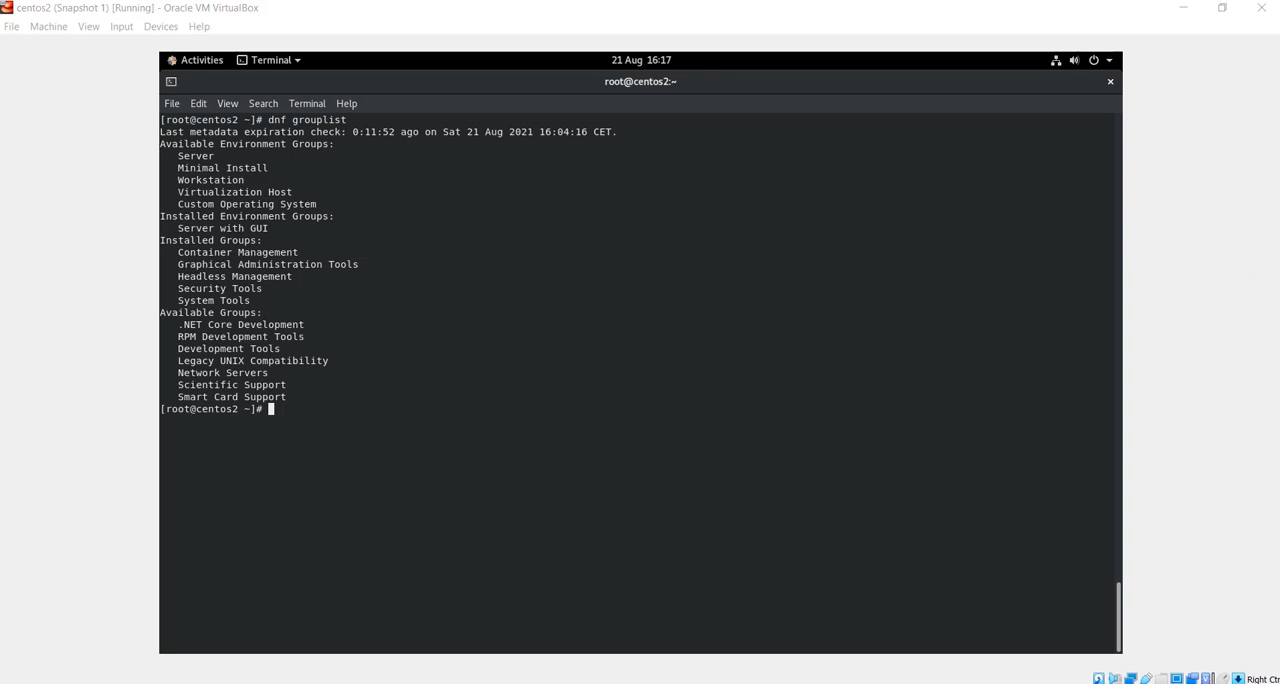 centos2 (Snapshot 1) [Running] - Oracle VM VirtualBox
File Machine View Input Devices Help
Activities Terminal 21 Aug 16:17
root@centos2:~
File Edit View Search Terminal Help
[root@centos2 ~]# dnf grouplist
Last metadata expiration check: 0:11:52 ago on Sat 21 Aug 2021 16:04:16 CET.
Available Environment Groups:
Server
Minimal Install
Workstation
Virtualization Host
Custom Operating System
Installed Environment Groups:
Server with GUI
Installed Groups:
Container Management
Graphical Administration Tools
Headless Management
Security Tools
System Tools
Available Groups:
.NET Core Development
RPM Development Tools
Development Tools
Legacy UNIX Compatibility
Network Servers
Scientific Support
Smart Card Support
[root@centos2 ~]#
Right Ctr